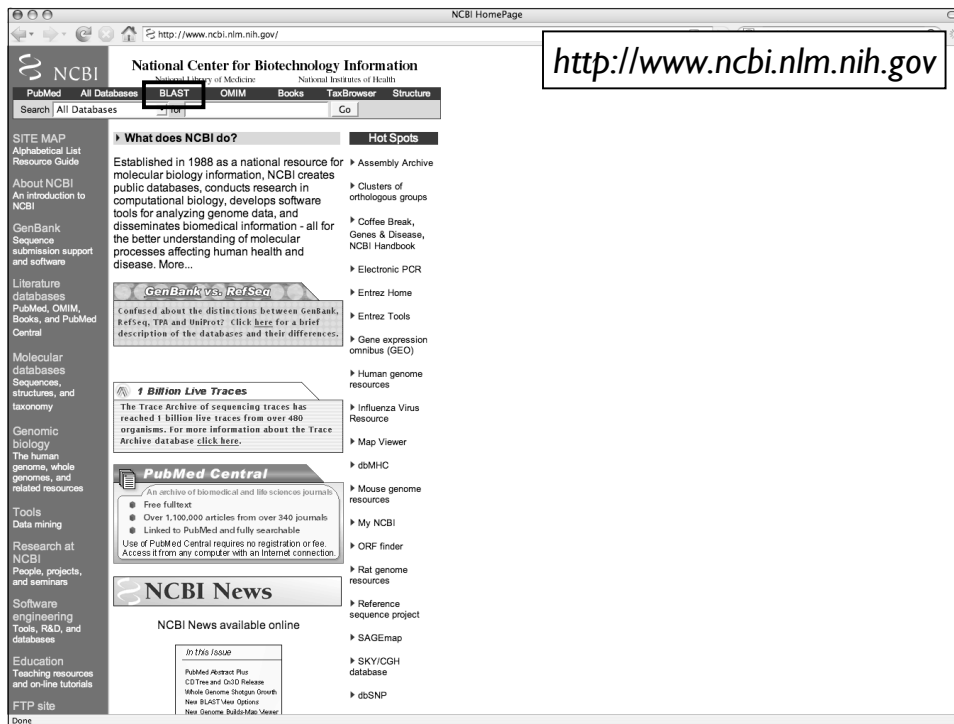 NCBI HomePage
http://www.ncbi.nlm.nih.gov/
http://www.ncbi.nlm.nih.gov
NCBI
National Center for Biotechnology Information
National Library of Medicine National Institutes of Health
PubMed All Databases BLAST OMIM Books TaxBrowser Structure
Search All Databases for Go
SITE MAP
Alphabetical List
Resource Guide
About NCBI
An introduction to
NCBI
GenBank
Sequence
submission support
and software
Literature
databases
PubMed, OMIM,
Books, and PubMed
Central
Molecular
databases
Sequences,
structures, and
taxonomy
Genomic
biology
The human
genome, whole
genomes, and
related resources
Tools
Data mining
Research at
NCBI
People, projects,
and seminars
Software
engineering
Tools, R&D, and
databases
Education
Teaching resources
and on-line tutorials
FTP site
What does NCBI do?
Established in 1988 as a national resource for
molecular biology information, NCBI creates
public databases, conducts research in
computational biology, develops software
tools for analyzing genome data, and
disseminates biomedical information - all for
the better understanding of molecular
processes affecting human health and
disease. More...
GenBank vs. RefSeq
Confused about the distinctions between GenBank,
RefSeq, TPA and UniProt? Click here for a brief
description of the databases and their differences.
1 Billion Live Traces
The Trace Archive of sequencing traces has
reached 1 billion live traces from over 480
organisms. For more information about the Trace
Archive database click here.
PubMed Central
An archive of biomedical and life sciences journals
Free fulltext
Over 1,100,000 articles from over 340 journals
Linked to PubMed and fully searchable
Use of PubMed Central requires no registration or fee.
Access it from any computer with an Internet connection.
NCBI News
NCBI News available online
In this Issue
PubMed Abstract Plus
CDTree and Cn3D Release
Whole Genome Shotgun Growth
New BLAST View Options
New Genome Builds-Map Viewer
Hot Spots
Assembly Archive
Clusters of
orthologous groups
Coffee Break,
Genes & Disease,
NCBI Handbook
Electronic PCR
Entrez Home
Entrez Tools
Gene expression
omnibus (GEO)
Human genome
resources
Influenza Virus
Resource
Map Viewer
dbMHC
Mouse genome
resources
My NCBI
ORF finder
Rat genome
resources
Reference
sequence project
SAGEmap
SKY/CGH
database
dbSNP
Done